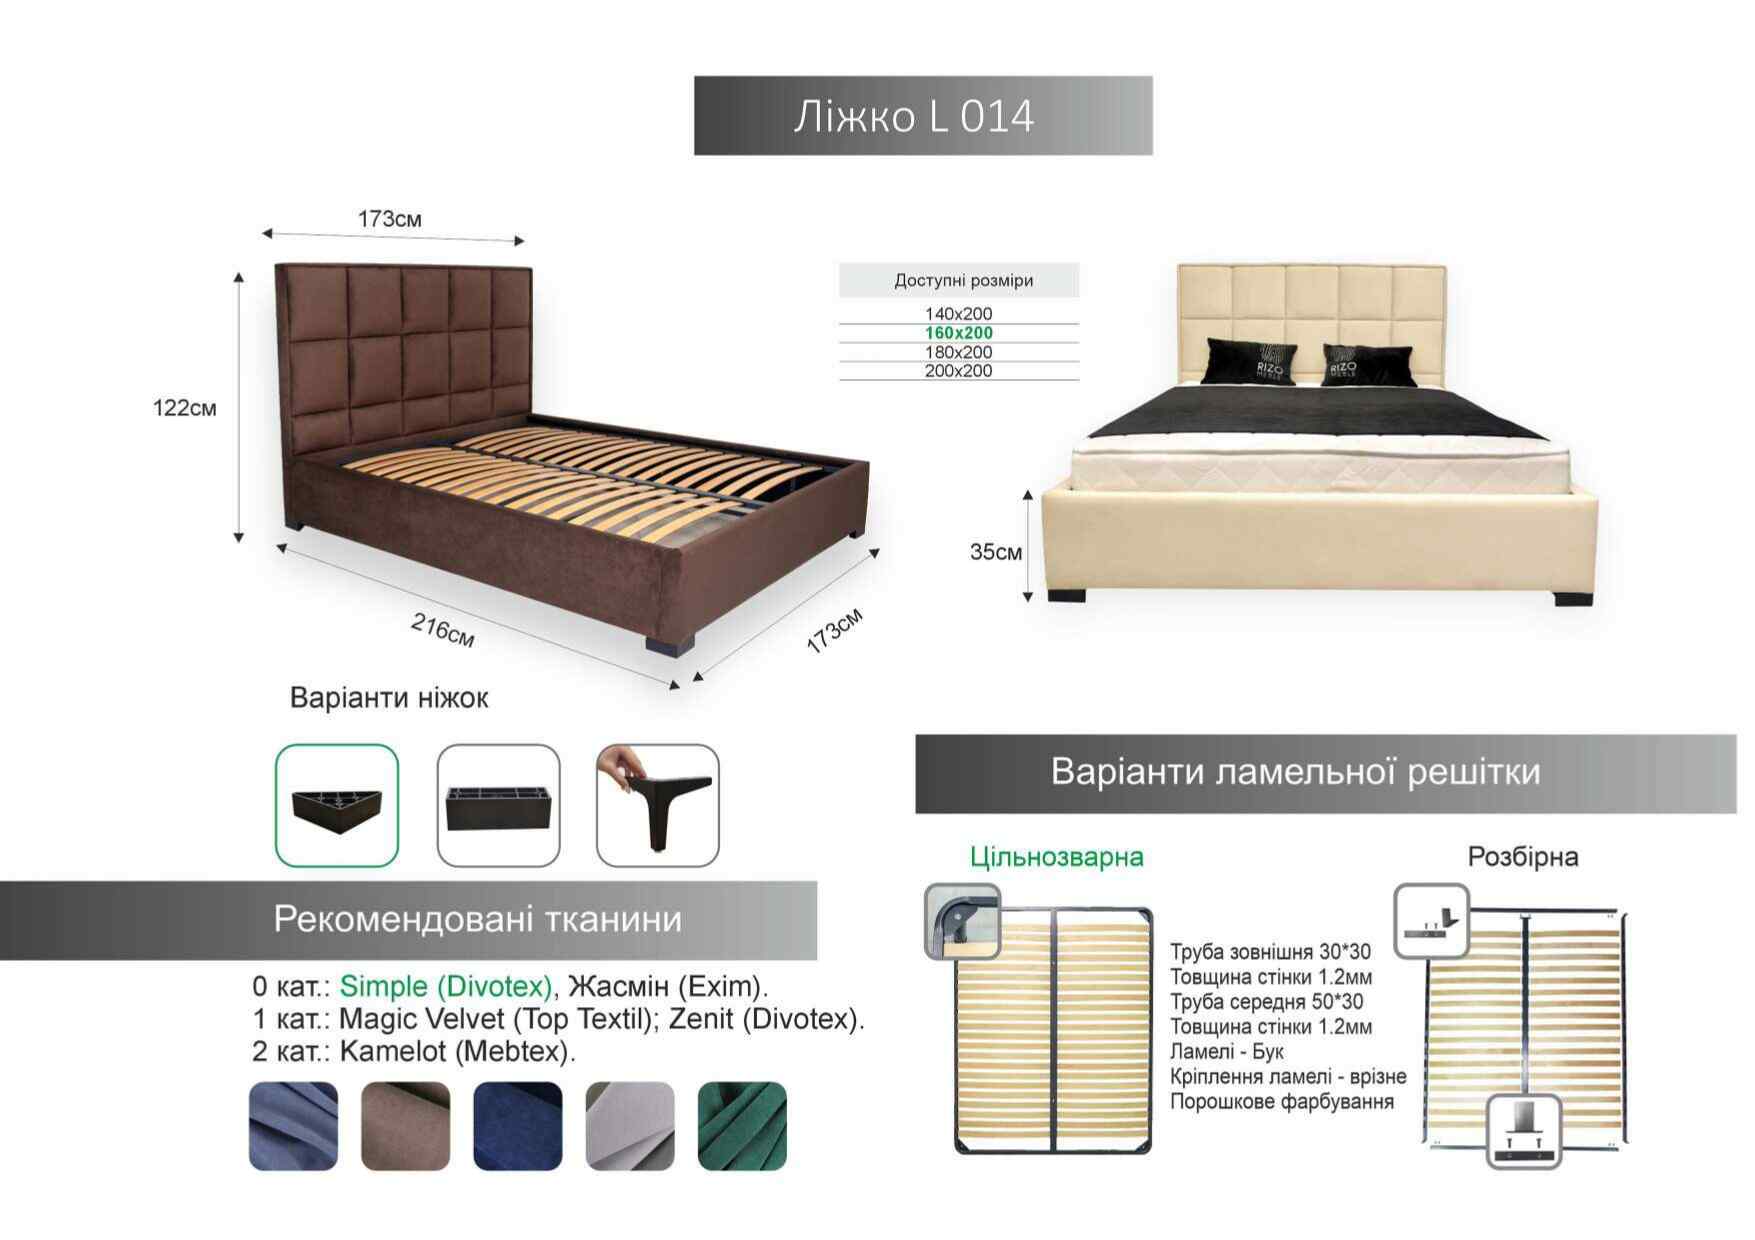 Ліжко L 014
173см
122см
216см
173см
Доступні розміри
140x200
160x200
180x200
200x200
RIZO
МЕБЛІ
RIZO
МЕБЛІ
35см
Варіанти ніжок
Рекомендовані тканини
0 кат.: Simple (Divotex), Жасмін (Exim).
1 кат.: Magic Velvet (Top Textil); Zenit (Divotex).
2 кат.: Kamelot (Mebtex).
Варіанти ламельної решітки
Цільнозварна
Розбірна
Труба зовнішня 30*30
Товщина стінки 1.2мм
Труба середня 50*30
Товщина стінки 1.2мм
Ламелі - Бук
Кріплення ламелі - врізне
Порошкове фарбування